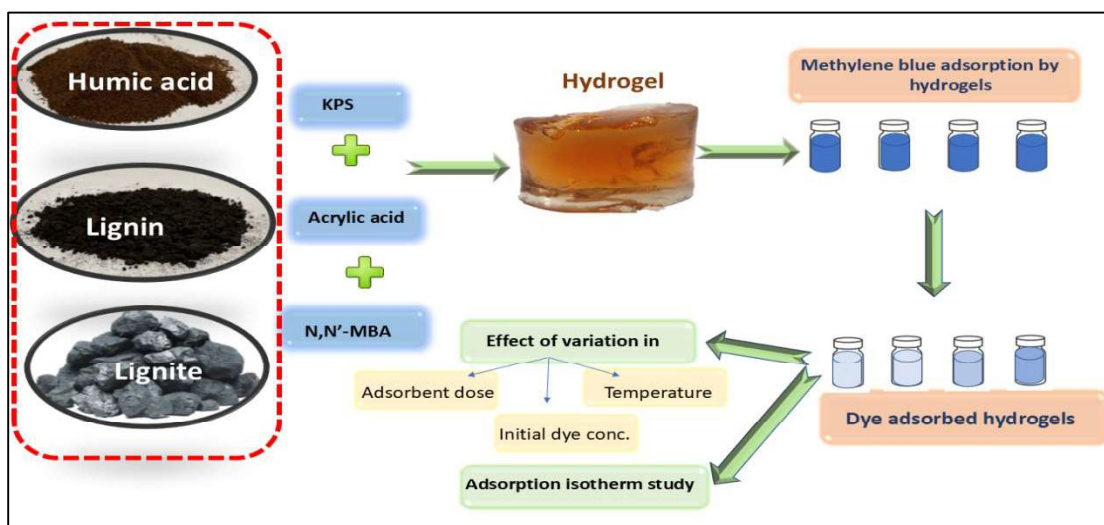 Humic acid
Lignin
Lignite
KPS
Acrylic acid
N,N’-MBA
Hydrogel
Methylene blue adsorption by
hydrogels
Dye adsorbed hydrogels
Effect of variation in
Adsorbent dose
Temperature
Initial dye conc.
Adsorption isotherm study